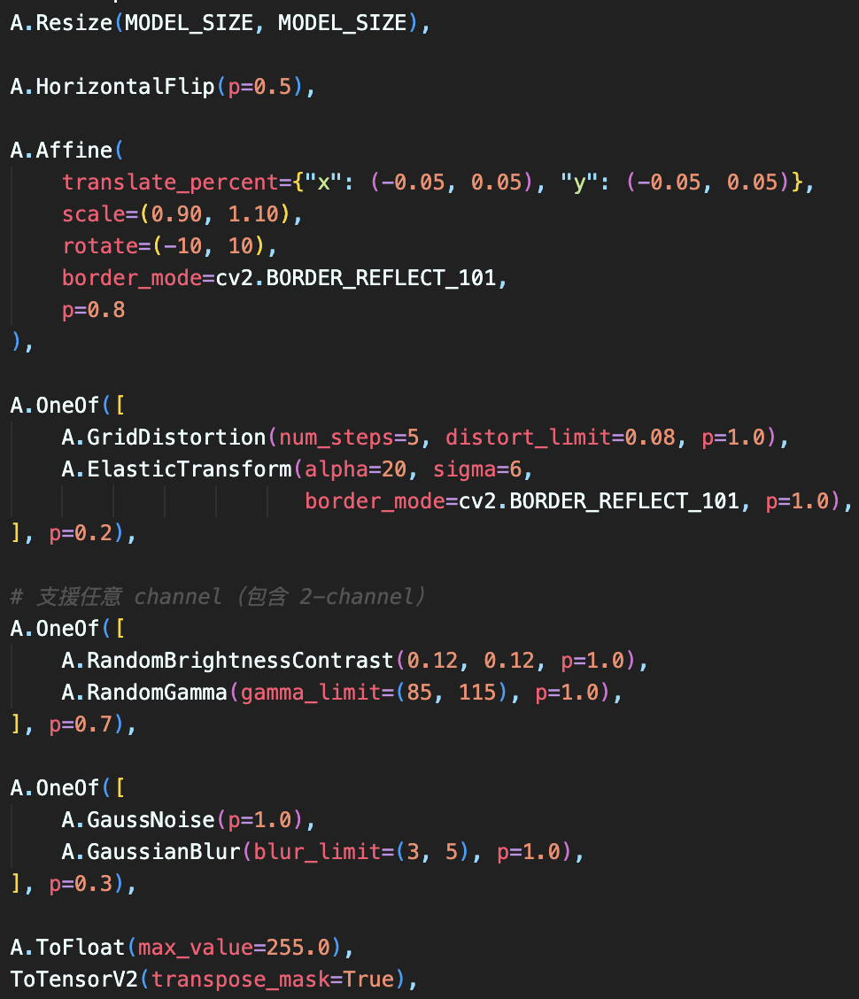 A.Resize(MODEL_SIZE, MODEL_SIZE),
A.HorizontalFlip(p=0.5),
A.Affine(
translate_percent={"x": (-0.05, 0.05), "y": (-0.05, 0.05)},
scale=(0.90, 1.10),
rotate=(-10, 10),
border_mode=cv2.BORDER_REFLECT_101,
p=0.8
),
A.OneOf([
A.GridDistortion(num_steps=5, distort_limit=0.08, p=1.0),
A.ElasticTransform(alpha=20, sigma=6,
border_mode=cv2.BORDER_REFLECT_101, p=1.0),
], p=0.2),
# 支援任意 channel（包含 2-channel）
A.OneOf([
A.RandomBrightnessContrast(0.12, 0.12, p=1.0),
A.RandomGamma(gamma_limit=(85, 115), p=1.0),
], p=0.7),
A.OneOf([
A.GaussNoise(p=1.0),
A.GaussianBlur(blur_limit=(3, 5), p=1.0),
], p=0.3),
A.ToFloat(max_value=255.0),
ToTensorV2(transpose_mask=True),